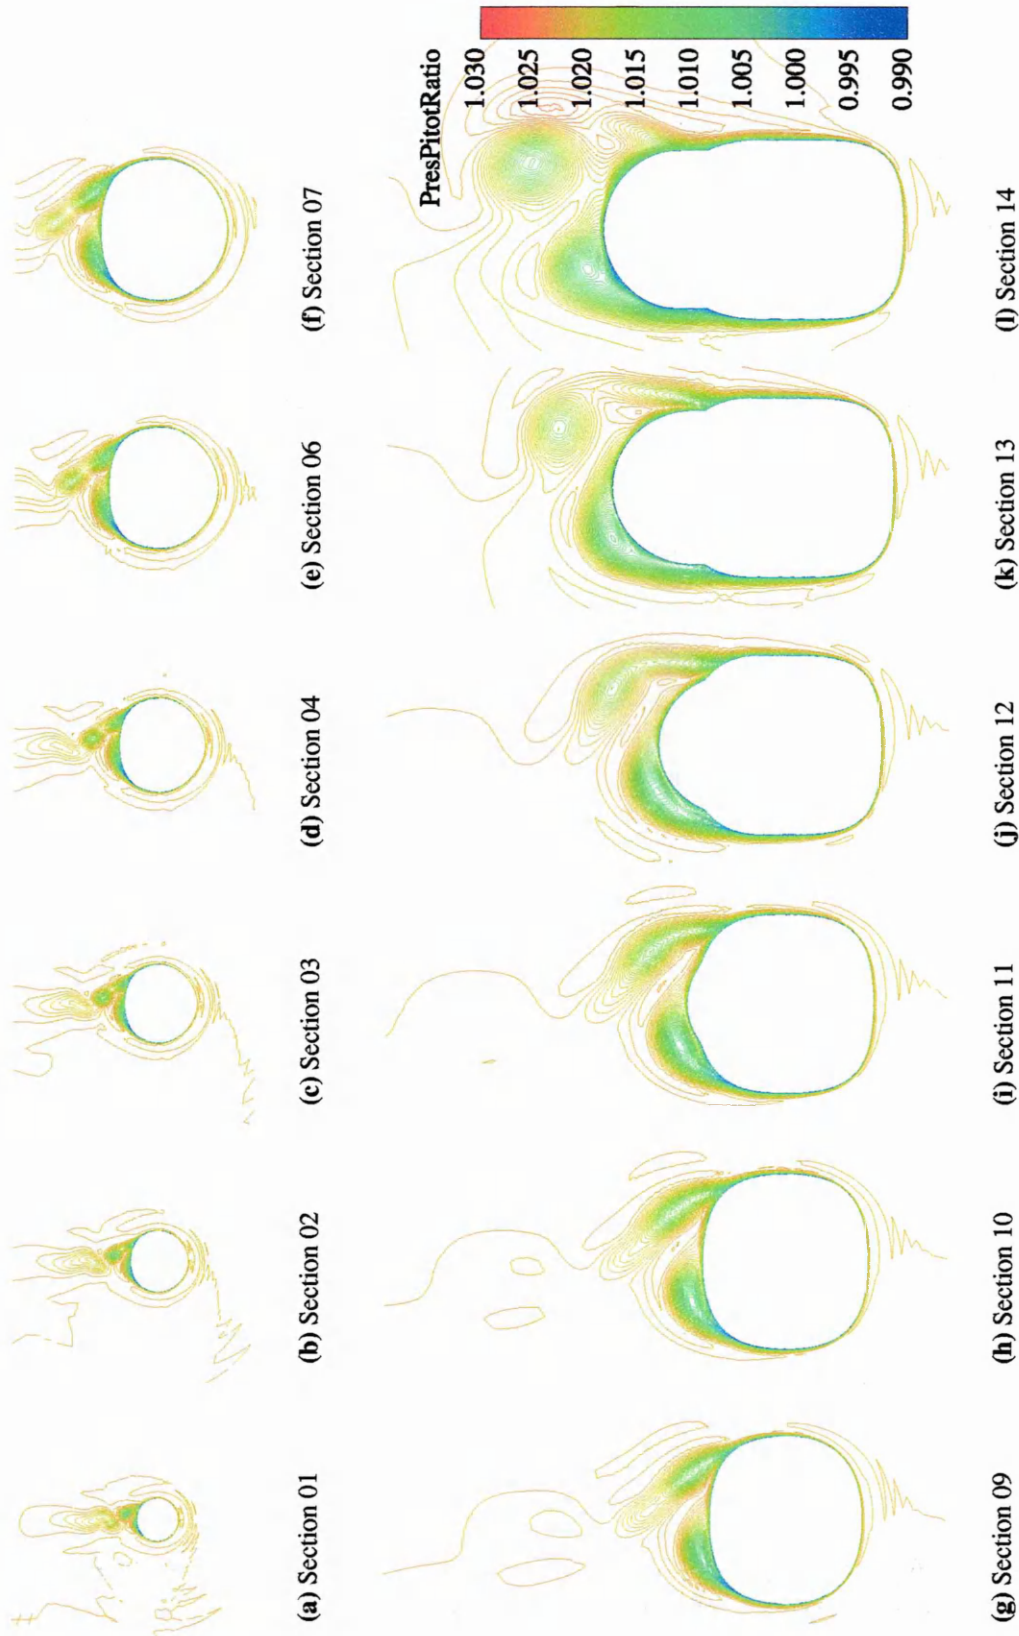 (a) Section 01
(b) Section 02
(c) Section 03
(d) Section 04
(e) Section 06
(f) Section 07
PresPitotRatio
1.030
1.025
1.020
1.015
1.010
1.005
1.000
0.995
0.990
(g) Section 09
(h) Section 10
(i) Section 11
(j) Section 12
(k) Section 13
(l) Section 14